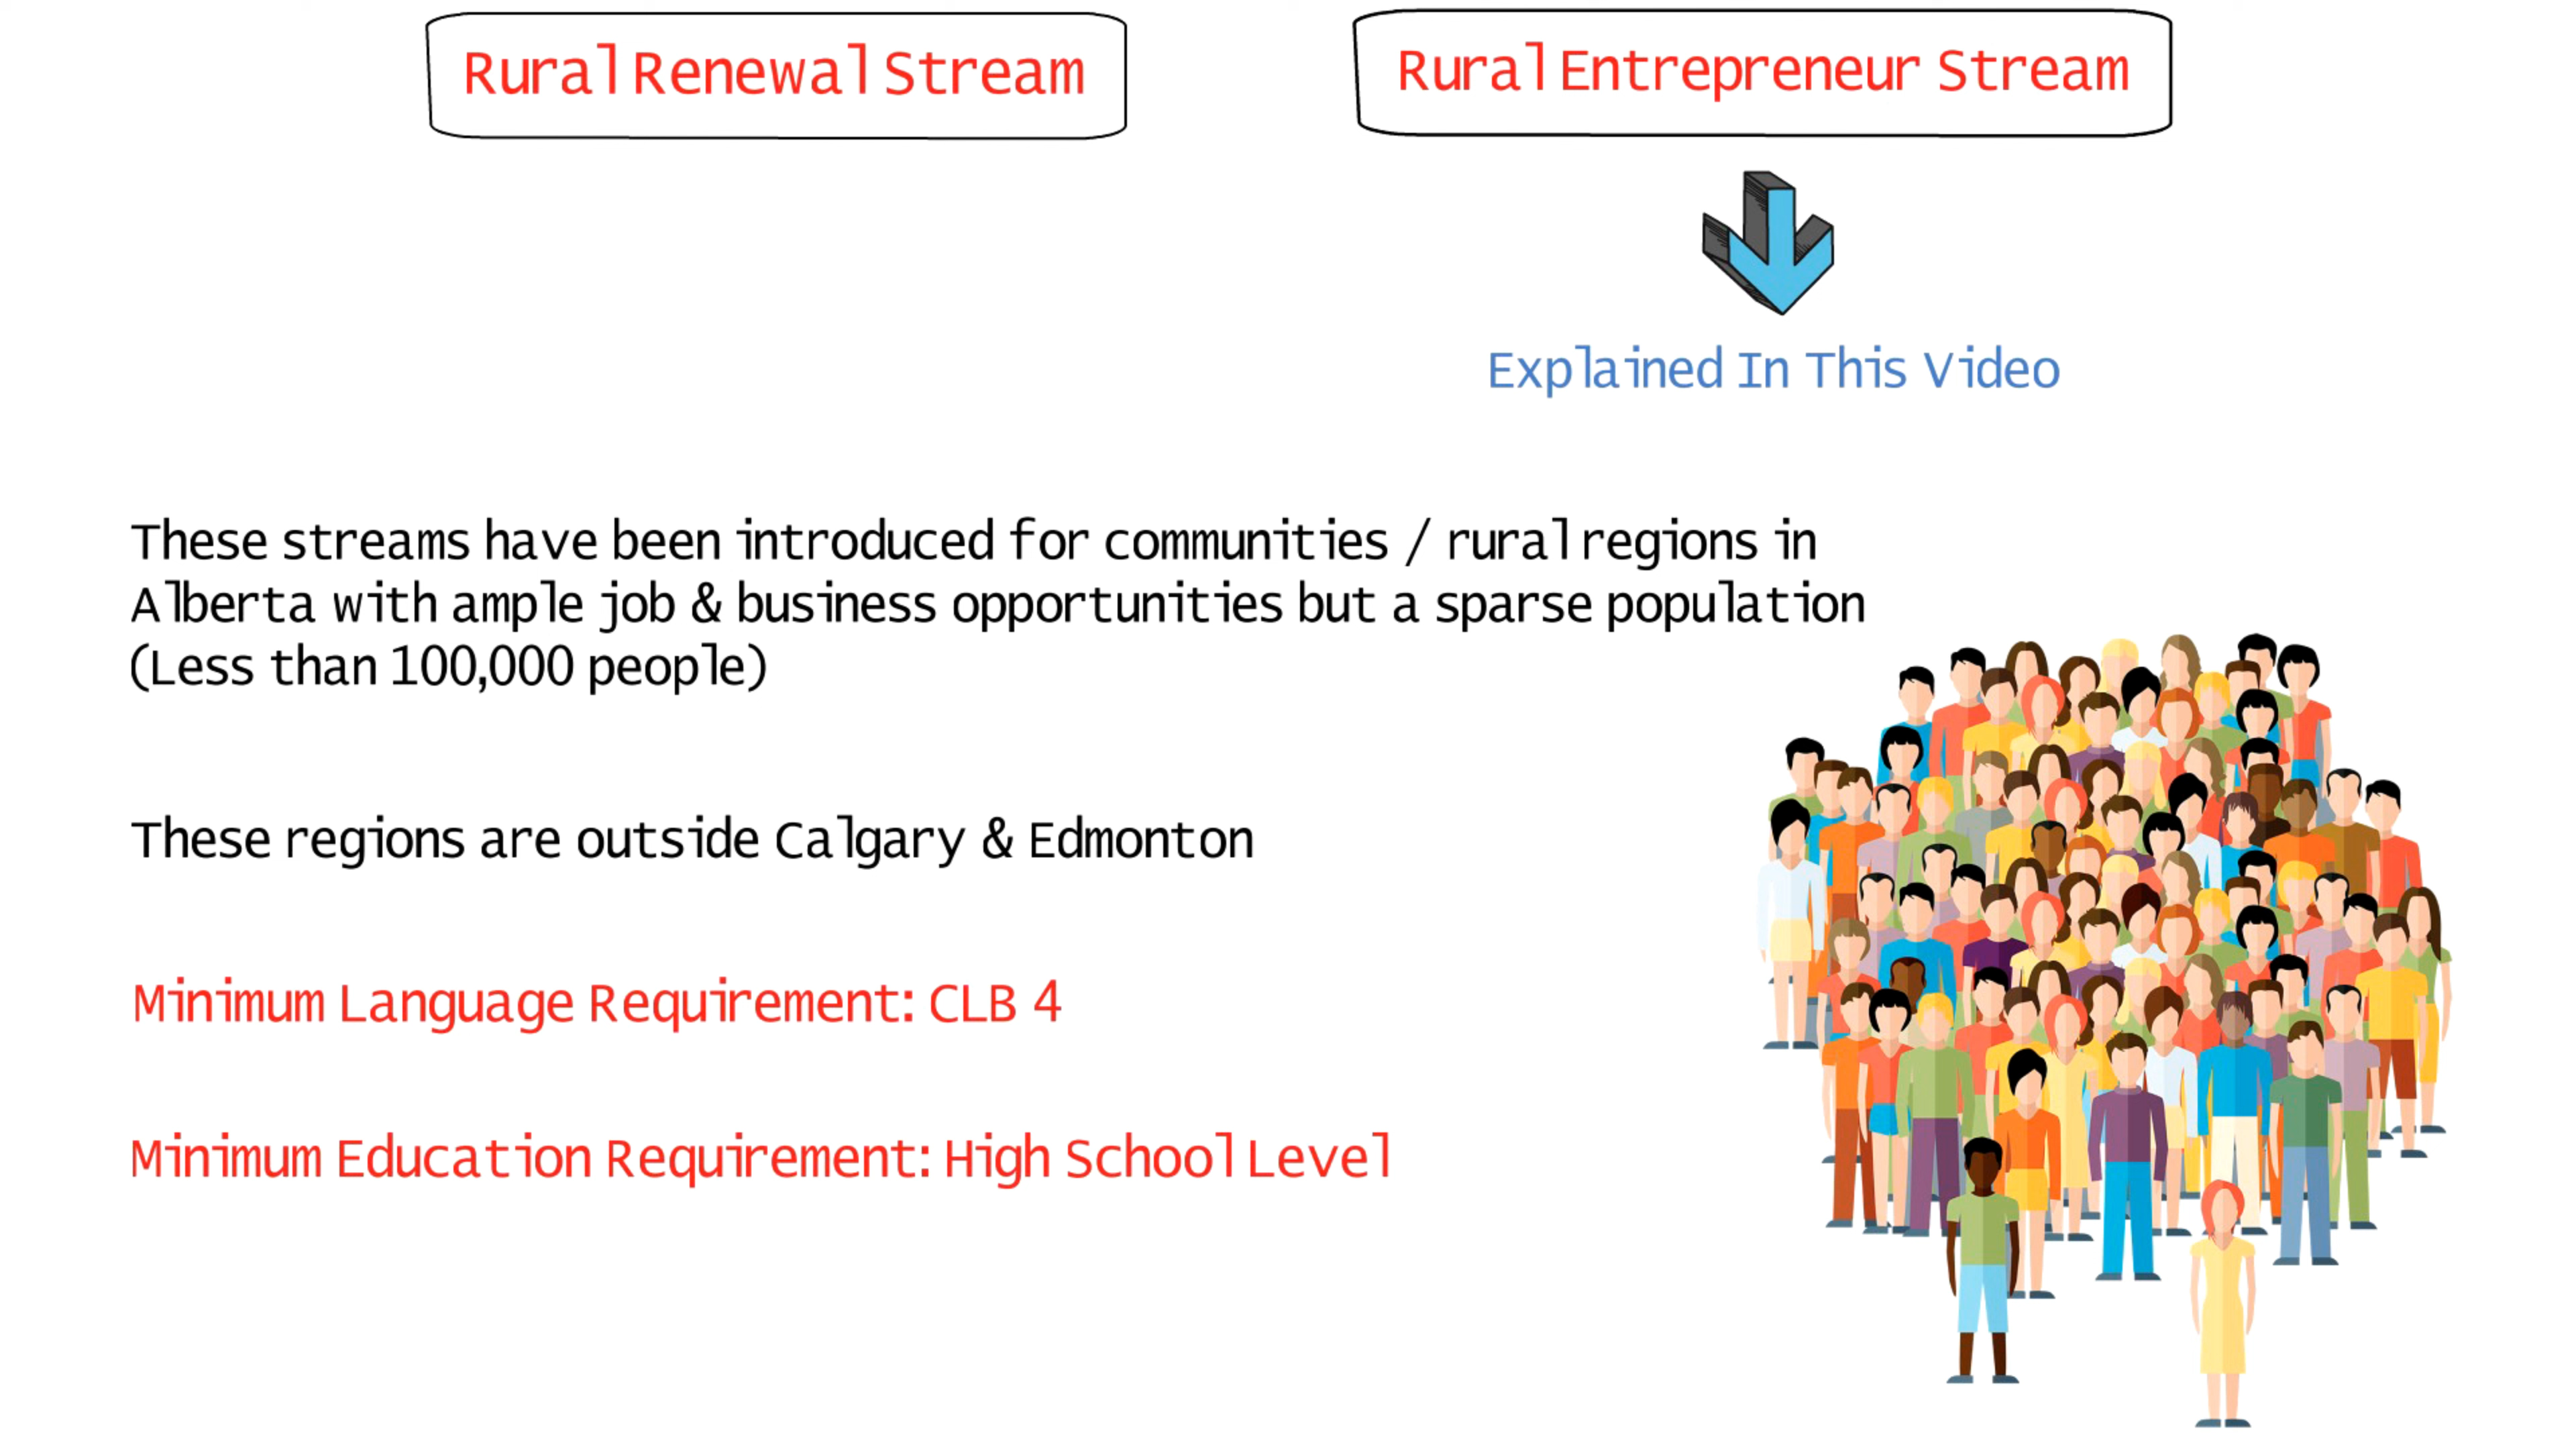 Rural Renewal Stream
Rural Entrepreneur Stream
Explained In This Video
These streams have been introduced for communities / rural regions in
Alberta with ample job & business opportunities but a sparse population
(Less than 100,000 people)
These regions are outside Calgary & Edmonton
Minimum Language Requirement: CLB 4
Minimum Education Requirement: High School Level